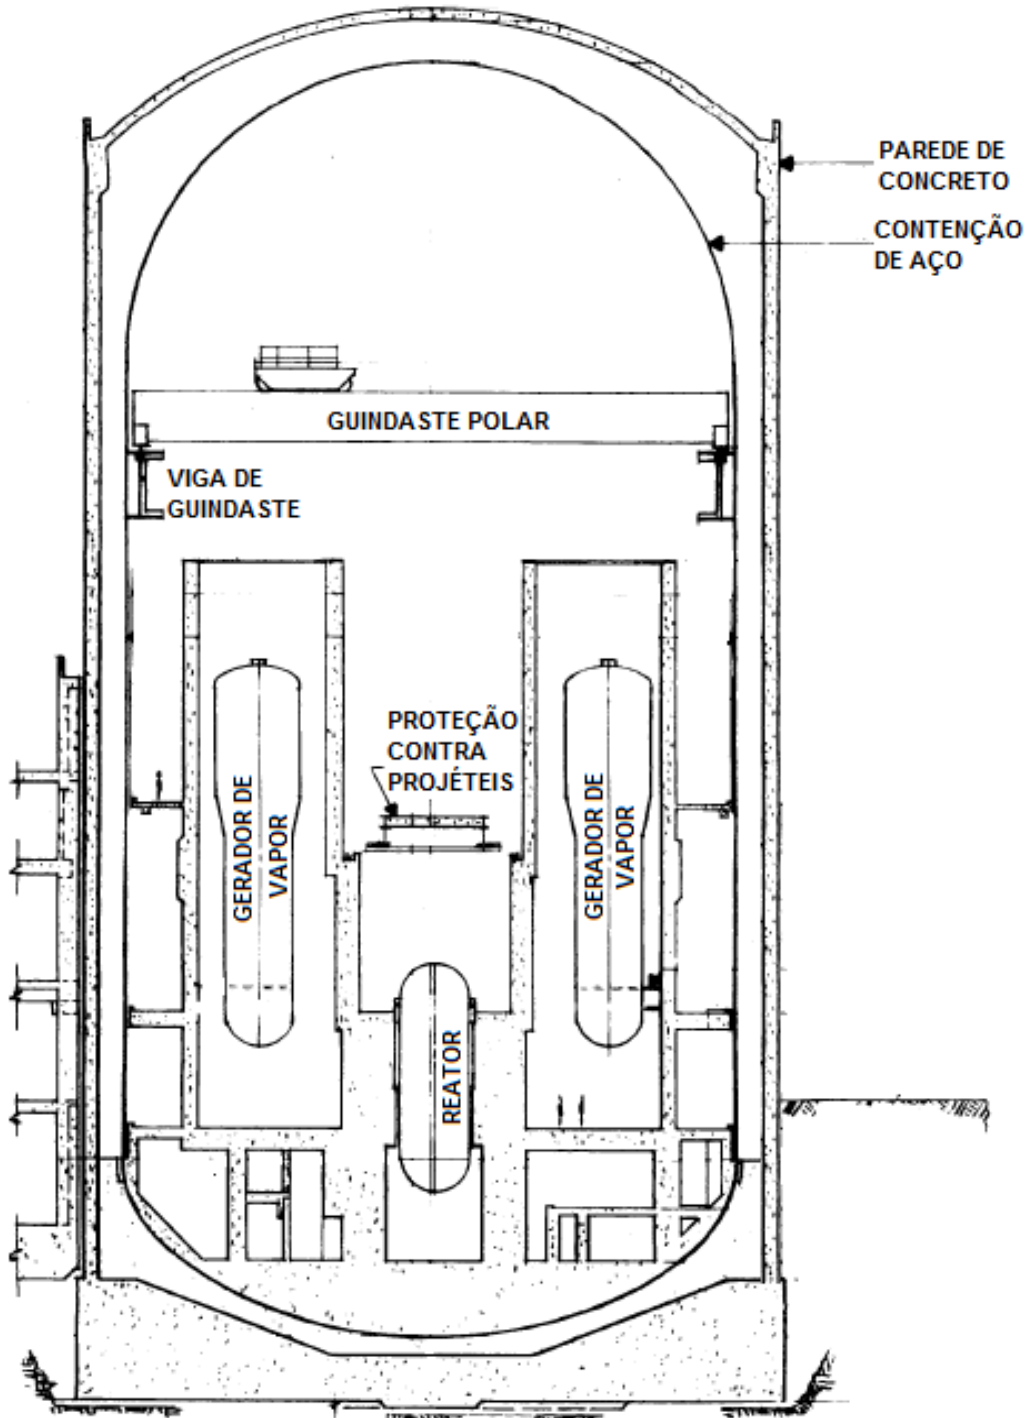 PAREDE DE
CONCRETO
CONTENÇÃO
DE AÇO
GUINDASTE POLAR
VIGA DE
GUINDASTE
PROTEÇÃO
CONTRA
PROJÉTEIS
GERADOR DE
VAPOR
GERADOR DE
VAPOR
REATOR